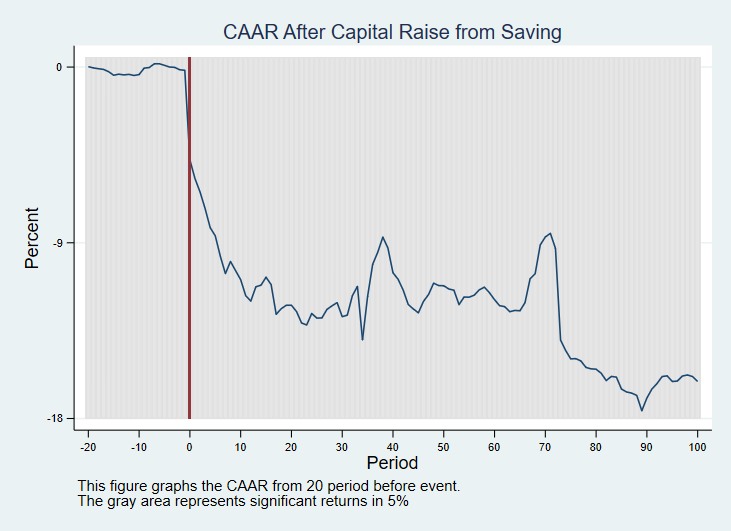 CAAR After Capital Raise from Saving
Percent
0
-9
-18
-20 -10 0 10 20 30 40 50 60 70 80 90 100
Period
This figure graphs the CAAR from 20 period before event.
The gray area represents significant returns in 5%